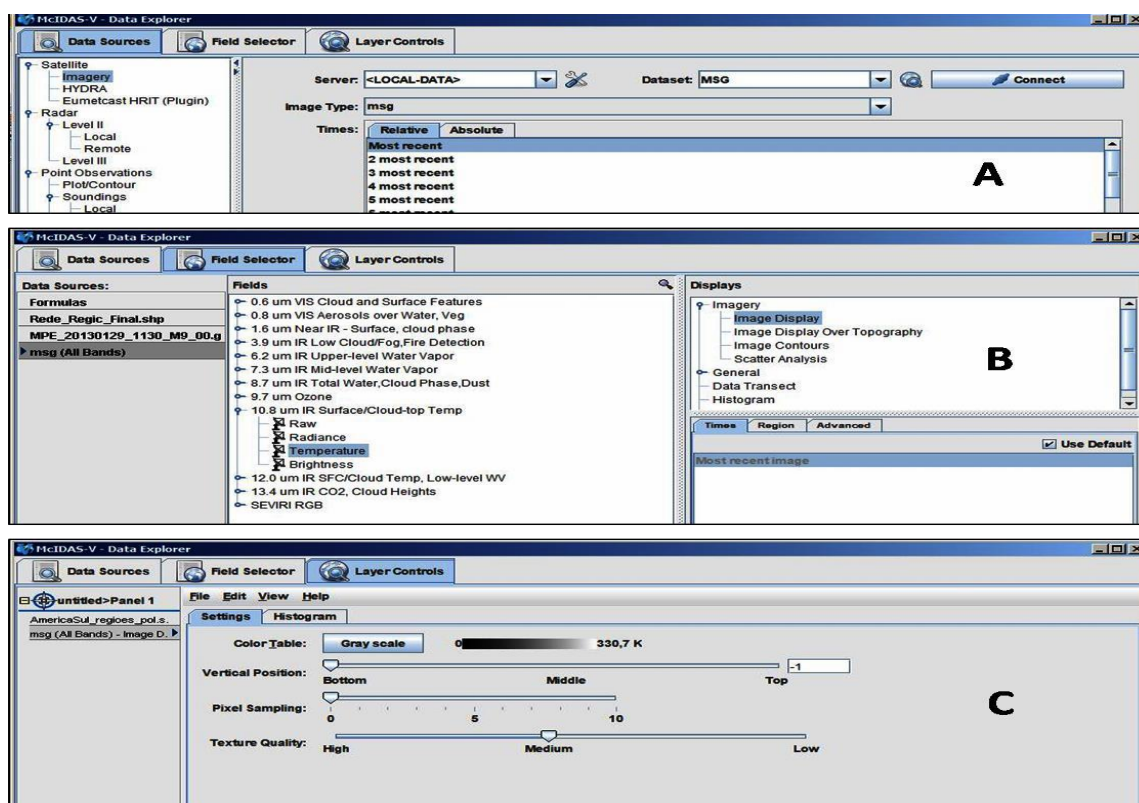 McIDAS-V - Data Explorer
Data Sources Field Selector Layer Controls
Satellite
Imagery
HYDRA
Eumetcast HRIT (Plugin)
Radar
Level II
Local
Remote
Level III
Point Observations
Plot/Contour
Soundings
Local
Server: <LOCAL-DATA> Dataset: MSG Connect
Image Type: msg
Times: Relative Absolute
Most recent
2 most recent
3 most recent
4 most recent
5 most recent
A
McIDAS-V - Data Explorer
Data Sources Field Selector Layer Controls
Data Sources:
Formulas
Rede_Regic_Final.shp
MPE_20130129_1130_M9_00.g
msg (All Bands)
Fields
0.6 um VIS Cloud and Surface Features
0.8 um VIS Aerosols over Water, Veg
1.6 um Near IR - Surface, cloud phase
3.9 um IR Low Cloud/Fog,Fire Detection
6.2 um IR Upper-level Water Vapor
7.3 um IR Mid-level Water Vapor
8.7 um IR Total Water,Cloud Phase,Dust
9.7 um Ozone
10.8 um IR Surface/Cloud-top Temp
Raw
Radiance
Temperature
Brightness
12.0 um IR SFC/Cloud Temp, Low-level WV
13.4 um IR CO2, Cloud Heights
SEVIRI RGB
Displays
Imagery
Image Display
Image Display Over Topography
Image Contours
Scatter Analysis
General
Data Transect
Histogram
B
Times Region Advanced
Use Default
Most recent image
McIDAS-V - Data Explorer
Data Sources Field Selector Layer Controls
untitled>Panel 1
AmericaSul_regioes_pol.s.
msg (All Bands) - Image D.
File Edit View Help
Settings Histogram
Color Table: Gray scale 0 330,7 K
Vertical Position: -1
Bottom Middle Top
Pixel Sampling:
0 5 10
Texture Quality:
High Medium Low
C